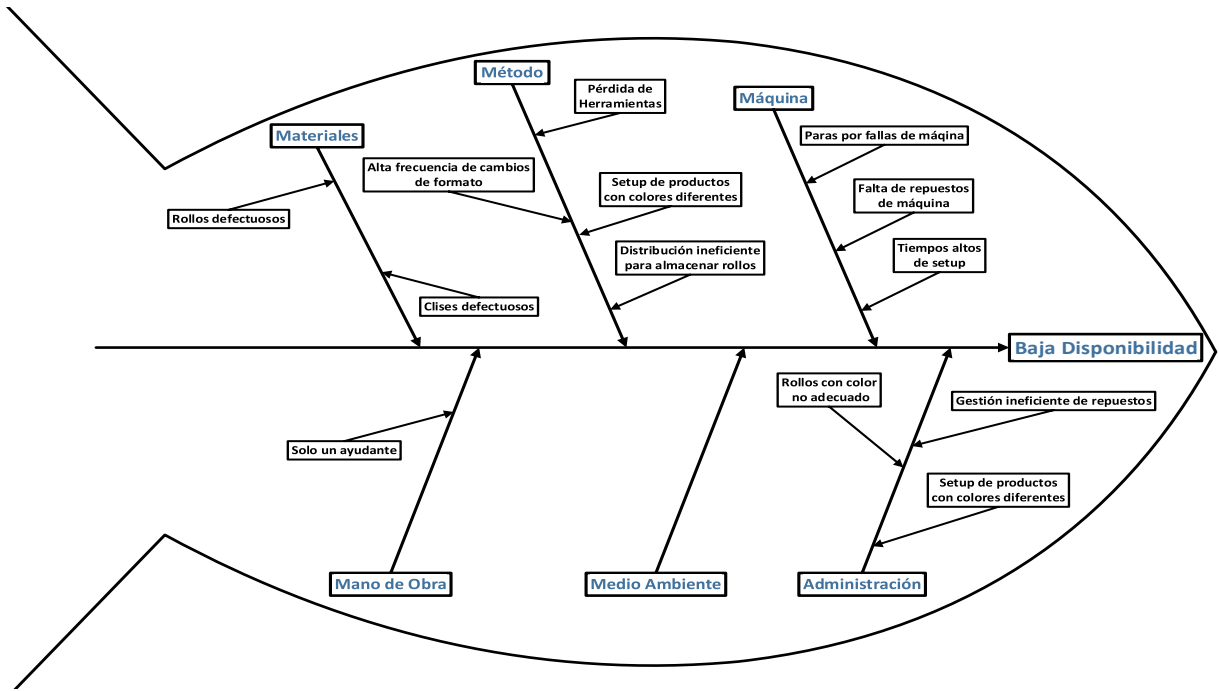 Método
Máquina
Materiales
Pérdida de
Herramientas
Paras por fallas de máqina
Alta frecuencia de cambios
de formato
Setup de productos
con colores diferentes
Falta de repuestos
de máquina
Rollos defectuosos
Distribución ineficiente
para almacenar rollos
Tiempos altos
de setup
Clises defectuosos
Baja Disponibilidad
Rollos con color
no adecuado
Gestión ineficiente de repuestos
Solo un ayudante
Setup de productos
con colores diferentes
Mano de Obra
Medio Ambiente
Administración